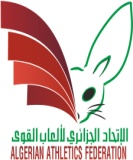 الاتحاد الجزائري لألعاب القوى
ALGERIAN ATHLETICS FEDERATION